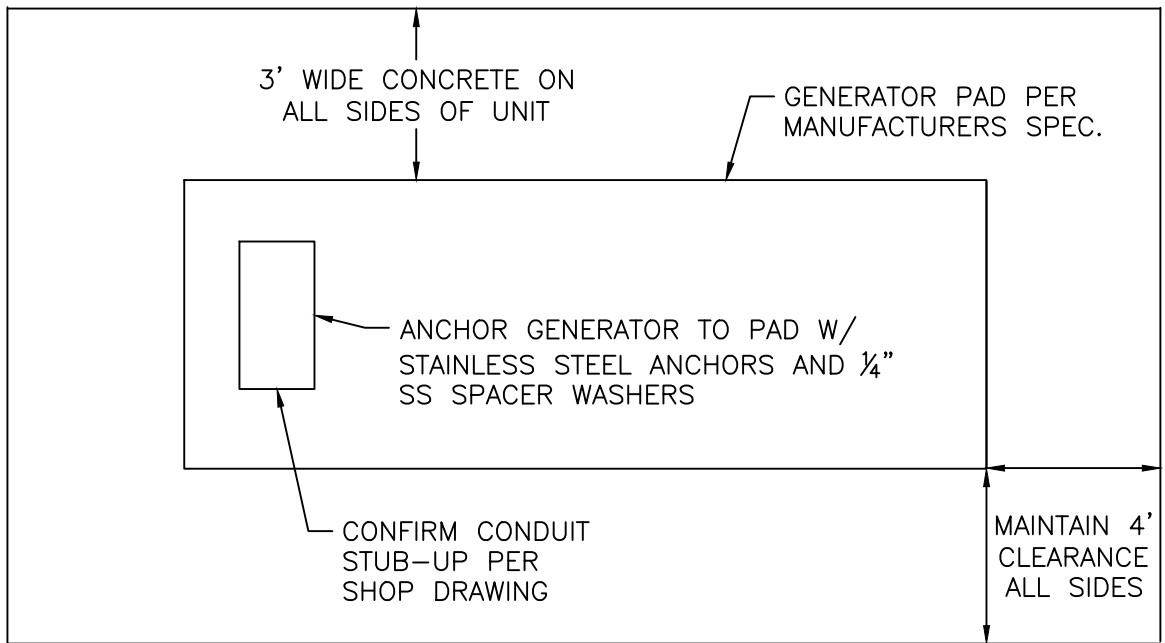 3' WIDE CONCRETE ON
ALL SIDES OF UNIT
GENERATOR PAD PER
MANUFACTURERS SPEC.
ANCHOR GENERATOR TO PAD W/
STAINLESS STEEL ANCHORS AND ¼"
SS SPACER WASHERS
CONFIRM CONDUIT
STUB-UP PER
SHOP DRAWING
MAINTAIN 4'
CLEARANCE
ALL SIDES